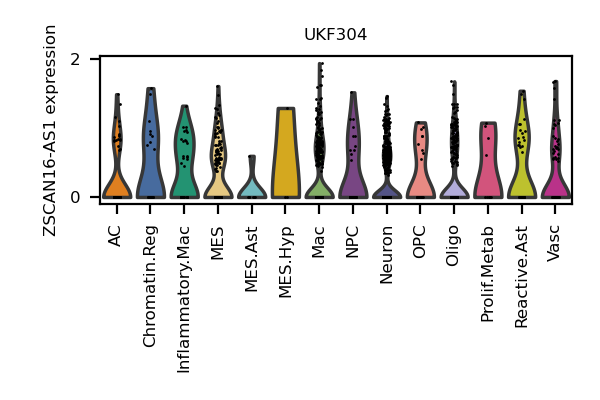 UKF304
ZSCAN16-AS1 expression
2
0
AC
Chromatin.Reg
Inflammatory.Mac
MES
MES.Ast
MES.Hyp
Mac
NPC
Neuron
OPC
Oligo
Prolif.Metab
Reactive.Ast
Vasc